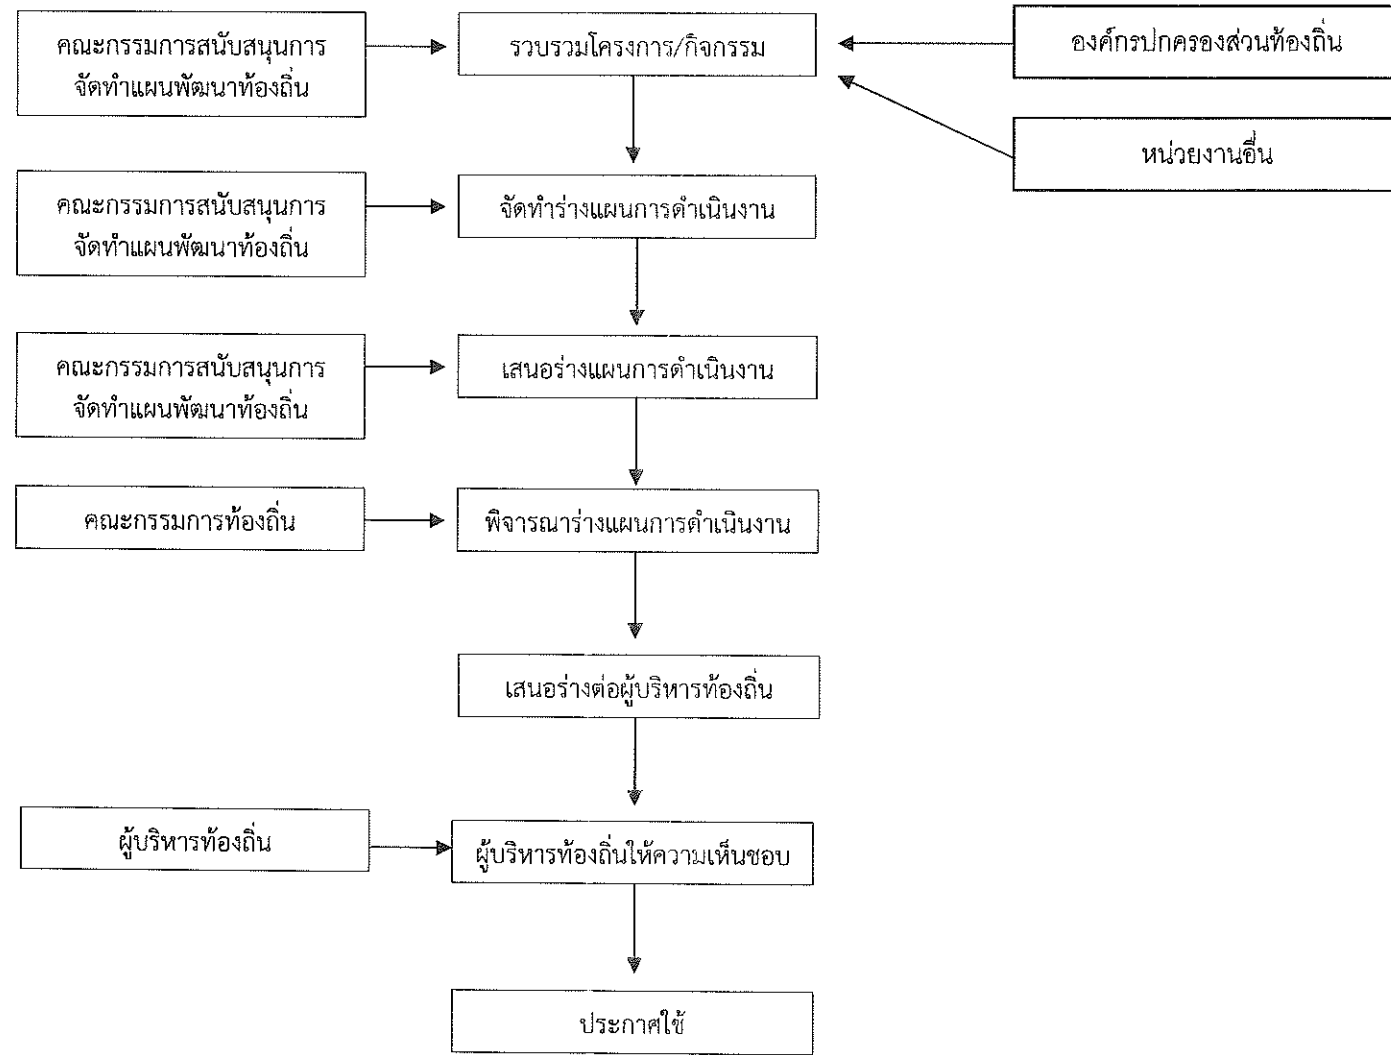 คณะกรรมการสนับสนุนการ
จัดทำแผนพัฒนาท้องถิ่น
รวบรวมโครงการ/กิจกรรม
องค์กรปกครองส่วนท้องถิ่น
หน่วยงานอื่น
คณะกรรมการสนับสนุนการ
จัดทำแผนพัฒนาท้องถิ่น
จัดทำร่างแผนการดำเนินงาน
คณะกรรมการสนับสนุนการ
จัดทำแผนพัฒนาท้องถิ่น
เสนอร่างแผนการดำเนินงาน
คณะกรรมการท้องถิ่น
พิจารณาร่างแผนการดำเนินงาน
เสนอร่างต่อผู้บริหารท้องถิ่น
ผู้บริหารท้องถิ่น
ผู้บริหารท้องถิ่นให้ความเห็นชอบ
ประกาศใช้